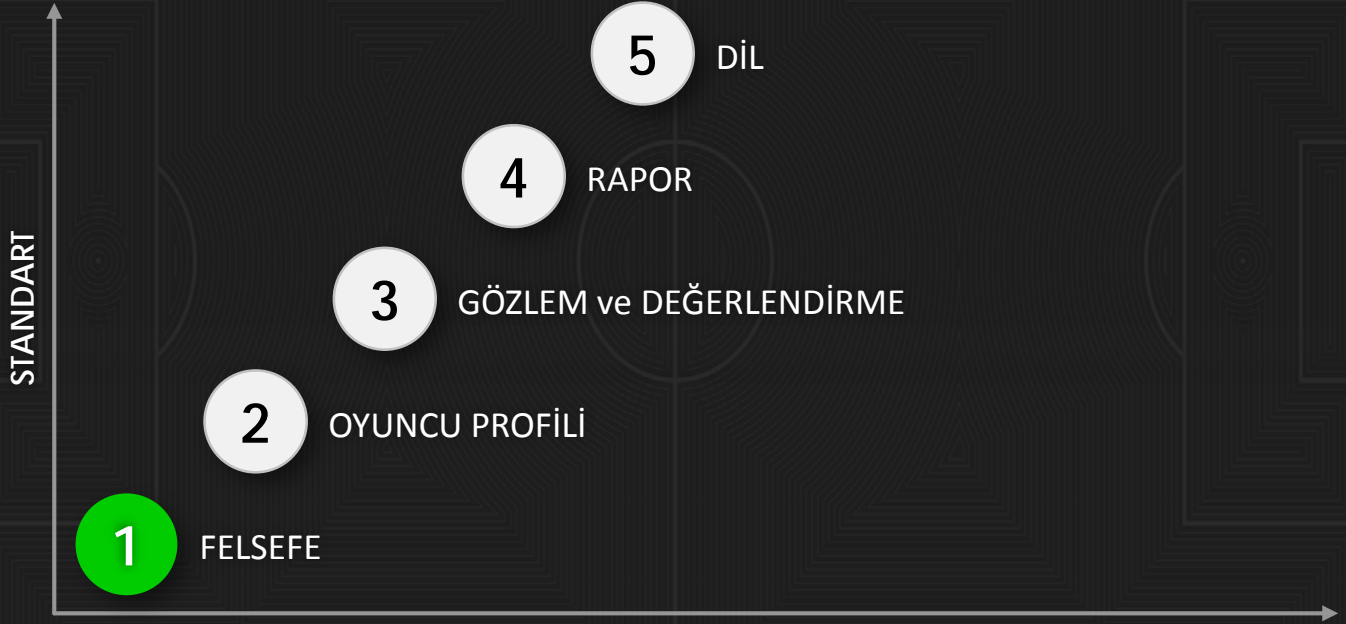 5 DİL
4 RAPOR
3 GÖZLEM ve DEĞERLENDİRME
2 OYUNCU PROFİLİ
1 FELSEFE
STANDART